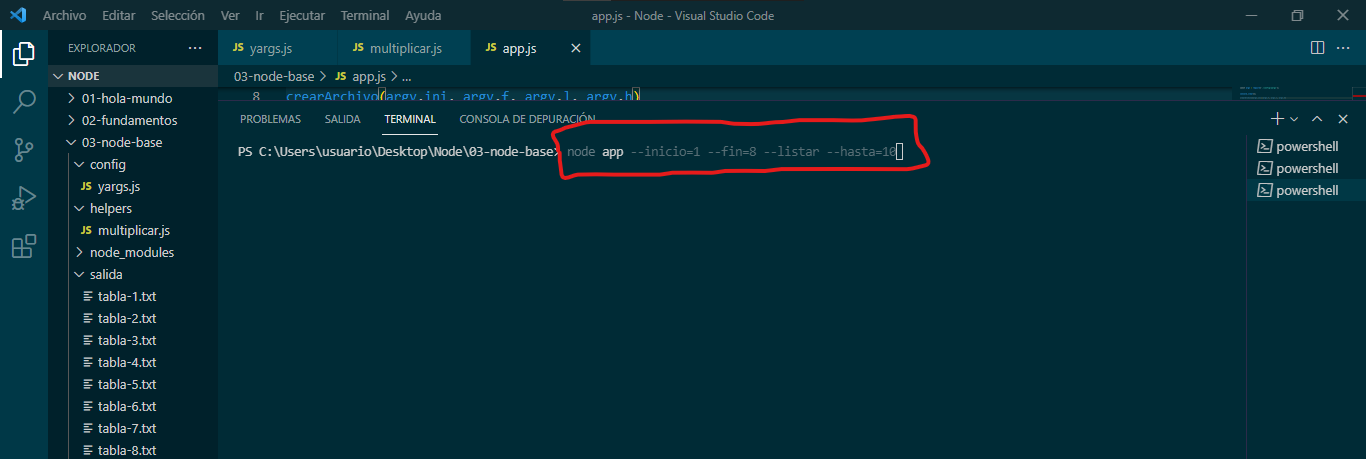 Archivo Editar Selección Ver Ir Ejecutar Terminal Ayuda
app.js - Node - Visual Studio Code
EXPLORADOR
NODE
01-hola-mundo
02-fundamentos
03-node-base
config
JS yargs.js
helpers
JS multiplicar.js
node_modules
salida
tabla-1.txt
tabla-2.txt
tabla-3.txt
tabla-4.txt
tabla-5.txt
tabla-6.txt
tabla-7.txt
tabla-8.txt
JS yargs.js JS multiplicar.js JS app.js
03-node-base > JS app.js > ...
8 crearArchivo(argv.ini, argv.f, argv.l, argv.h)
PROBLEMAS SALIDA TERMINAL CONSOLA DE DEPURACIÓN
PS C:\Users\usuario\Desktop\Node\03-node-base> node app --inicio=1 --fin=8 --listar --hasta=10
powershell
powershell
powershell